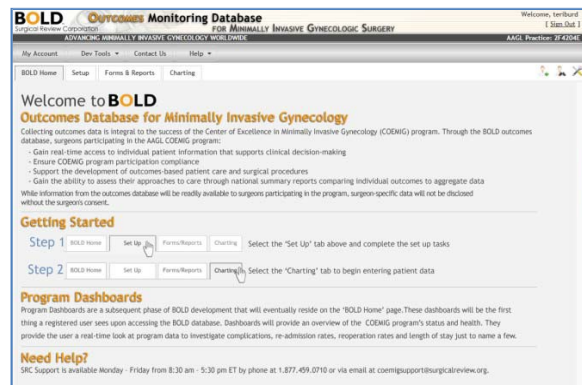 BOLD Outcomes Monitoring Database
Surgical Review Corporation FOR MINIMALLY INVASIVE GYNECOLOGIC SURGERY
Welcome, teriburd
[ Sign Out ]
ADVANCING MINIMALLY INVASIVE GYNECOLOGY WORLDWIDE
AAGL Practice: 2F4204E
My Account Dev Tools Contact Us Help
BOLD Home Setup Forms & Reports Charting
Welcome to BOLD
Outcomes Database for Minimally Invasive Gynecology
Collecting outcomes data is integral to the success of the Center of Excellence in Minimally Invasive Gynecology (COEMIG) program. Through the BOLD outcomes
database, surgeons participating in the AAGL COEMIG program:
- Gain real-time access to individual patient information that supports clinical decision-making
- Ensure COEMIG program participation compliance
- Support the development of outcomes-based patient care and surgical procedures
- Gain the ability to assess their approaches to care through national summary reports comparing individual outcomes to aggregate data
While information from the outcomes database will be readily available to surgeons participating in the program, surgeon-specific data will not be disclosed
without the surgeon's consent.
Getting Started
Step 1 BOLD Home Set Up Forms/Reports Charting Select the 'Set Up' tab above and complete the set up tasks
Step 2 BOLD Home Set Up Forms/Reports Charting Select the 'Charting' tab to begin entering patient data
Program Dashboards
Program Dashboards are a subsequent phase of BOLD development that will eventually reside on the 'BOLD Home' page.These dashboards will be the first
thing a registered user sees upon accessing the BOLD database. Dashboards will provide an overview of the COEMIG program's status and health. They
provide the user a real-time look at program data to investigate complications, re-admission rates, reoperation rates and length of stay just to name a few.
Need Help?
SRC Support is available Monday - Friday from 8:30 am - 5:30 pm ET by phone at 1.877.459.0710 or via email at coemigsupport@surgicalreview.org.